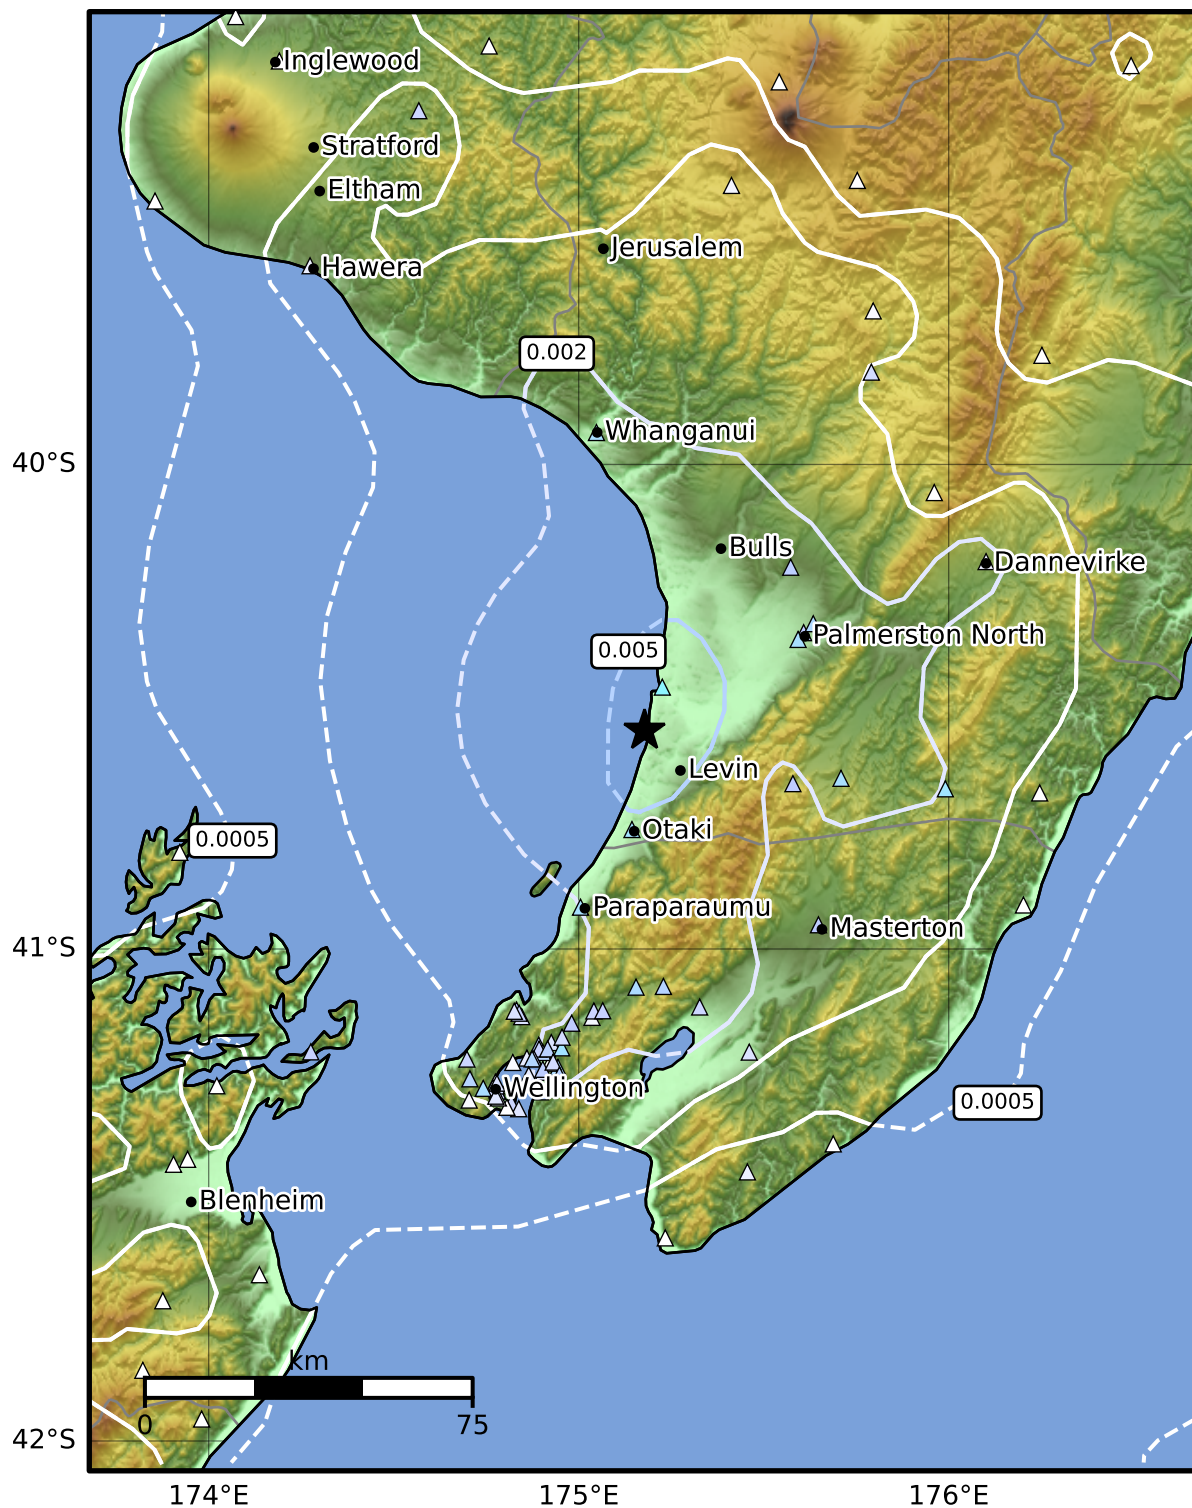 Inglewood
Stratford
Eltham
Jerusalem
Hawera
0.002
Whanganui
40°S
Bulls
Dannevirke
Palmerston North
0.005
Levin
Otaki
0.0005
Paraparaumu
Masterton
41°S
Wellington
0.0005
Blenheim
km
0
75
42°S
174°E
175°E
176°E